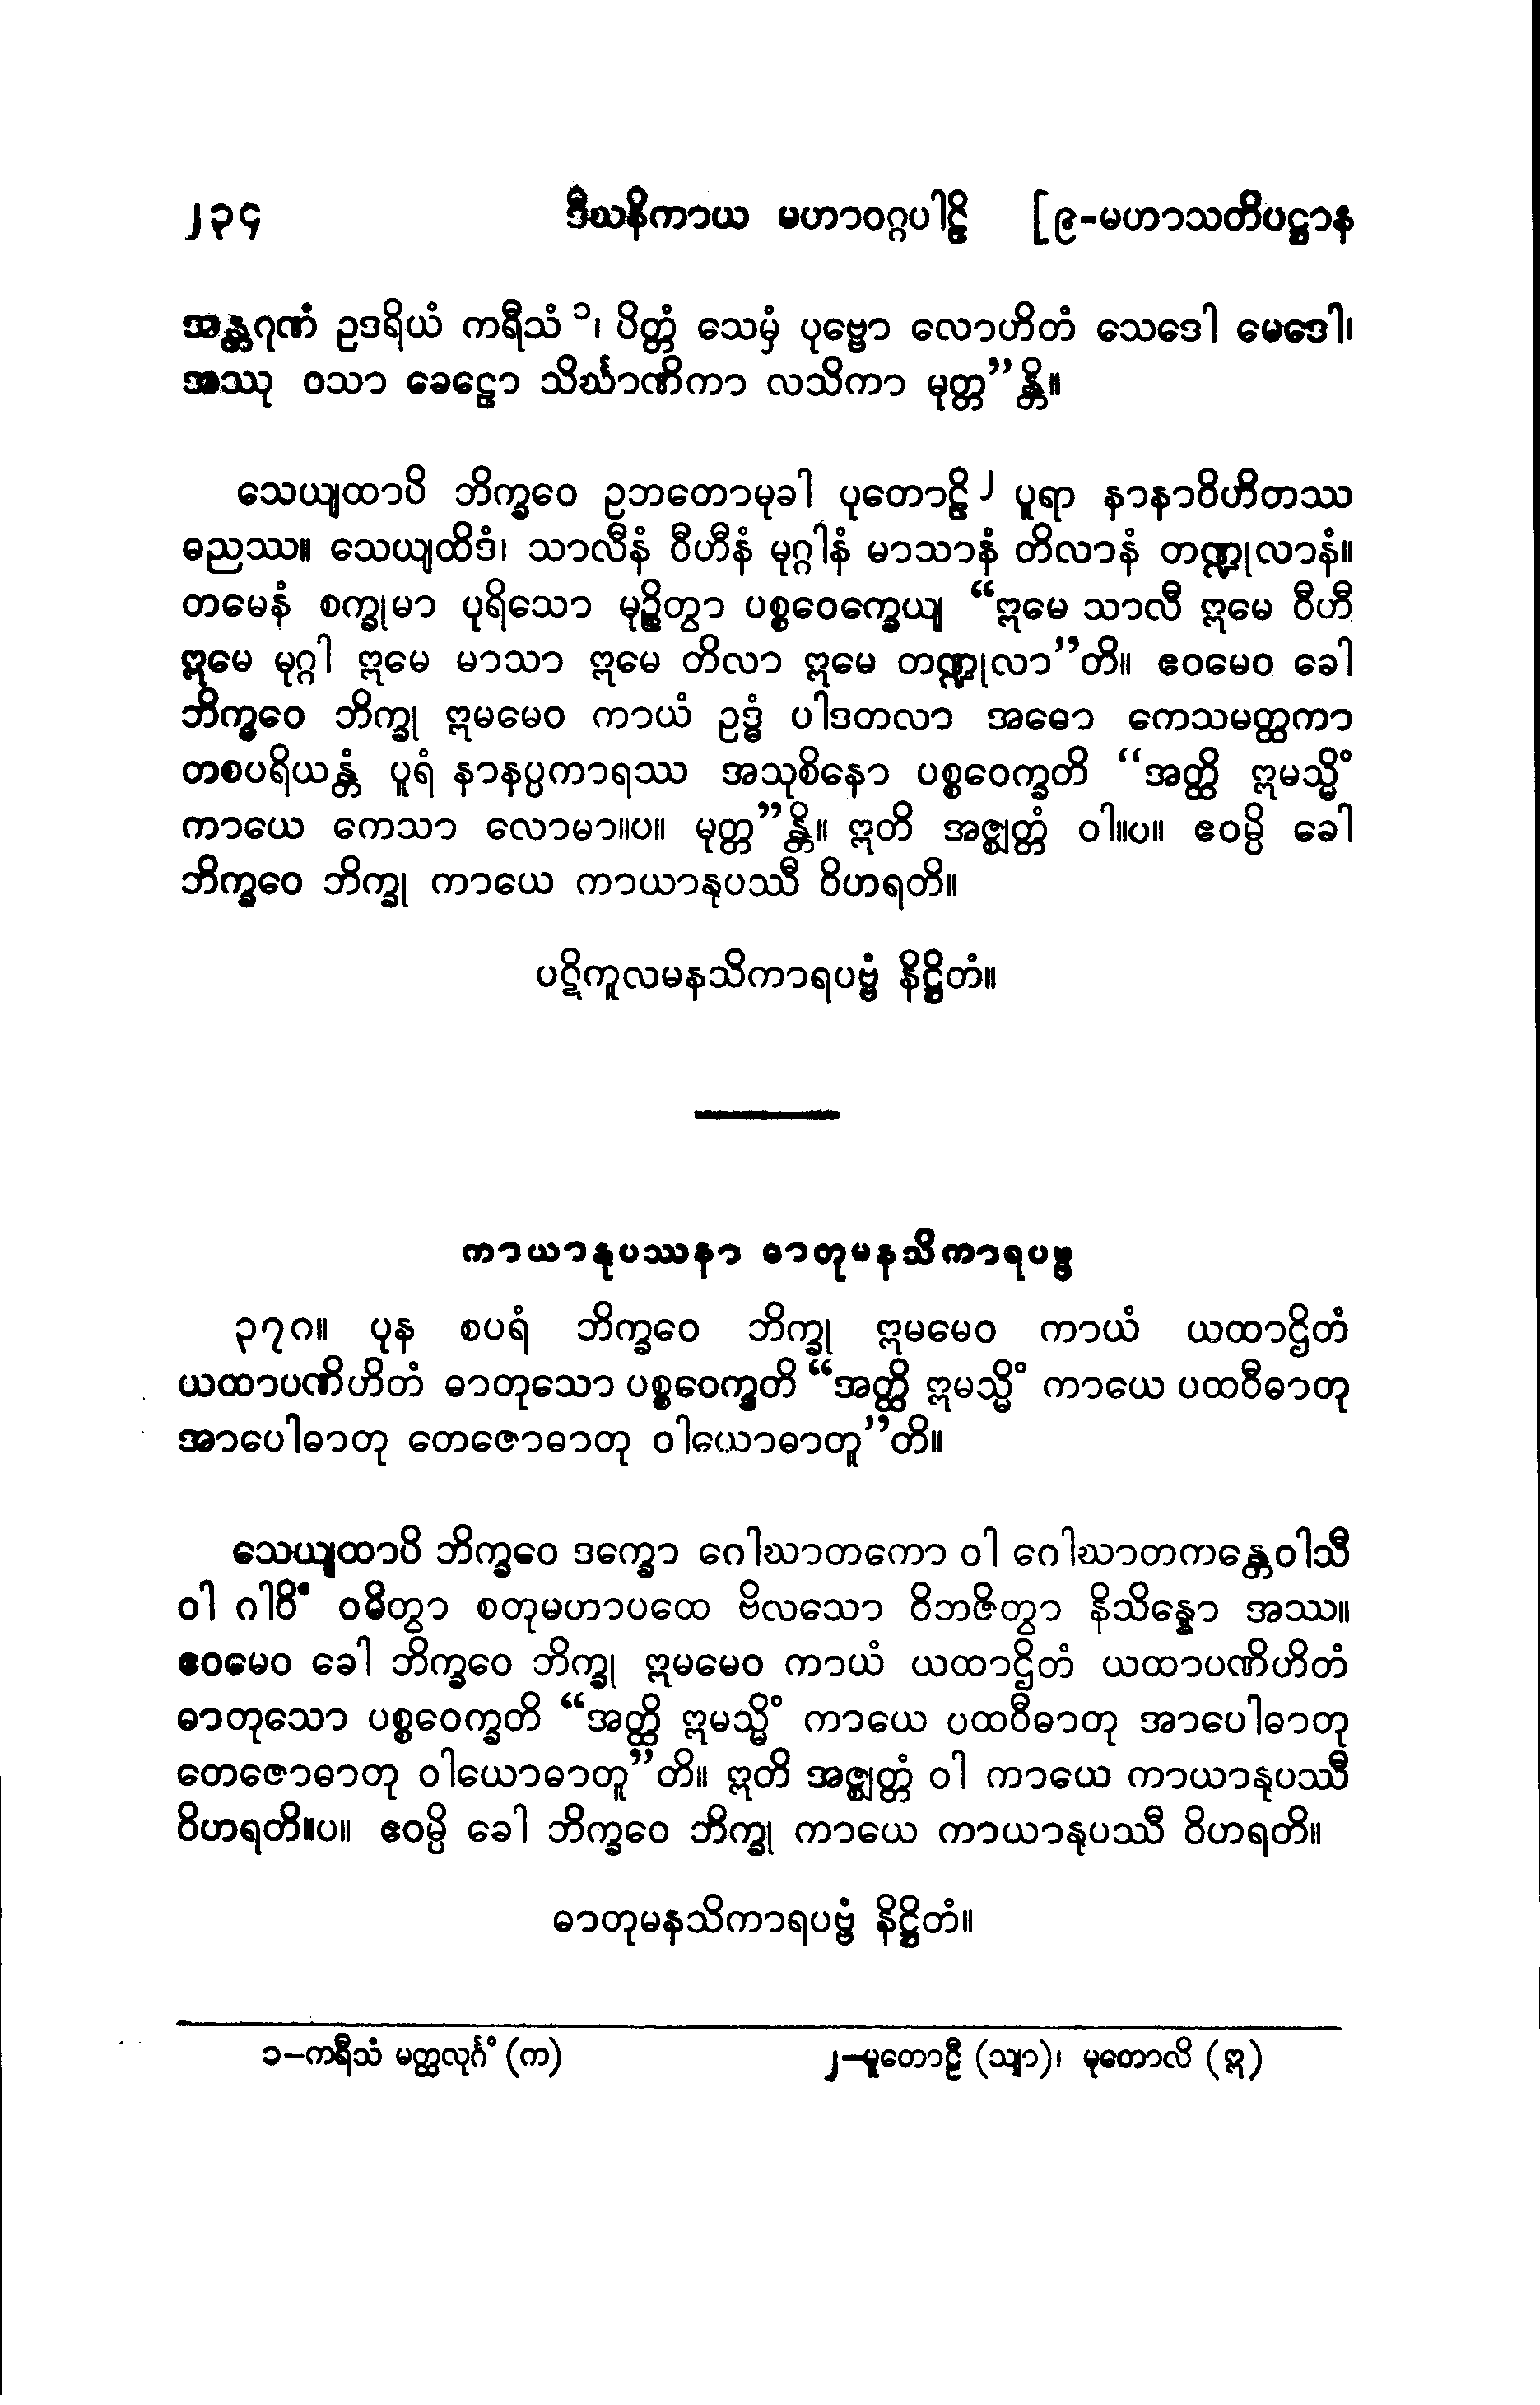 ၂၃၄ ဒီဃနိကာယ မဟာဝဂ္ဂပါဠိ [၉-မဟာသတိပဋ္ဌာန
အန္တဂုဏံ ဥဒရိယံ ကရီသံ ၁၊ ပိတ္တံ သေမှံ ပုဗ္ဗော လောဟိတံ သေဒေါ မေဒေါ၊
အဿု ဝသာ ခေဠော သိင်္ဃာဏိကာ လသိကာ မုတ္တ”န္တိ။
သေယျထာပိ ဘိက္ခဝေ ဥဘတောမုခါ ပုတောဠိ ၂ ပူရာ နာနာဝိဟိတဿ
ဓညဿ။ သေယျထိဒံ၊ သာလီနံ ဝီဟီနံ မုဂ္ဂါနံ မာသာနံ တိလာနံ တဏ္ဍုလာနံ။
တမေနံ စက္ခုမာ ပုရိသော မုဉ္စိတွာ ပစ္စဝေက္ခေယျ “ဣမေ သာလီ ဣမေ ဝီဟီ
ဣမေ မုဂ္ဂါ ဣမေ မာသာ ဣမေ တိလာ ဣမေ တဏ္ဍုလာ”တိ။ ဧဝမေဝ ခေါ
ဘိက္ခဝေ ဘိက္ခု ဣမမေဝ ကာယံ ဥဒ္ဓံ ပါဒတလာ အဓော ကေသမတ္ထကာ
တစပရိယန္တံ ပူရံ နာနပ္ပကာရဿ အသုစိနော ပစ္စဝေက္ခတိ “အတ္ထိ ဣမသ္မိံ
ကာယေ ကေသာ လောမာ။ပ။ မုတ္တ”န္တိ။ ဣတိ အဇ္ဈတ္တံ ဝါ။ပ။ ဧဝမ္ပိ ခေါ
ဘိက္ခဝေ ဘိက္ခု ကာယေ ကာယာနုပဿီ ဝိဟရတိ။
ပဋိကူလမနသိကာရပဗ္ဗံ နိဋ္ဌိတံ။
ကာယာနုပဿနာ ဓာတုမနသိကာရပဗ္ဗ
၃၇၈။ ပုန စပရံ ဘိက္ခဝေ ဘိက္ခု ဣမမေဝ ကာယံ ယထာဌိတံ
ယထာပဏိဟိတံ ဓာတုသော ပစ္စဝေက္ခတိ “အတ္ထိ ဣမသ္မိံ ကာယေ ပထဝီဓာတု
အာပေါဓာတု တေဇောဓာတု ဝါယောဓာတူ”တိ။
သေယျထာပိ ဘိက္ခဝေ ဒက္ခော ဂေါဃာတကော ဝါ ဂေါဃာတကန္တေဝါသီ
ဝါ ဂါဝိံ ဝဓိတွာ စတုမဟာပထေ ဗိလသော ဝိဘဇိတွာ နိသိန္နော အဿ။
ဧဝမေဝ ခေါ ဘိက္ခဝေ ဘိက္ခု ဣမမေဝ ကာယံ ယထာဌိတံ ယထာပဏိဟိတံ
ဓာတုသော ပစ္စဝေက္ခတိ “အတ္ထိ ဣမသ္မိံ ကာယေ ပထဝီဓာတု အာပေါဓာတု
တေဇောဓာတု ဝါယောဓာတူ”တိ။ ဣတိ အဇ္ဈတ္တံ ဝါ ကာယေ ကာယာနုပဿီ
ဝိဟရတိ။ပ။ ဧဝမ္ပိ ခေါ ဘိက္ခဝေ ဘိက္ခု ကာယေ ကာယာနုပဿီ ဝိဟရတိ။
ဓာတုမနသိကာရပဗ္ဗံ နိဋ္ဌိတံ။
၁–ကရီသံ မတ္ထလုင်္ဂံ (က) ၂–မူတောဠီ (သျာ)၊ မုတောလိ (ဣ)